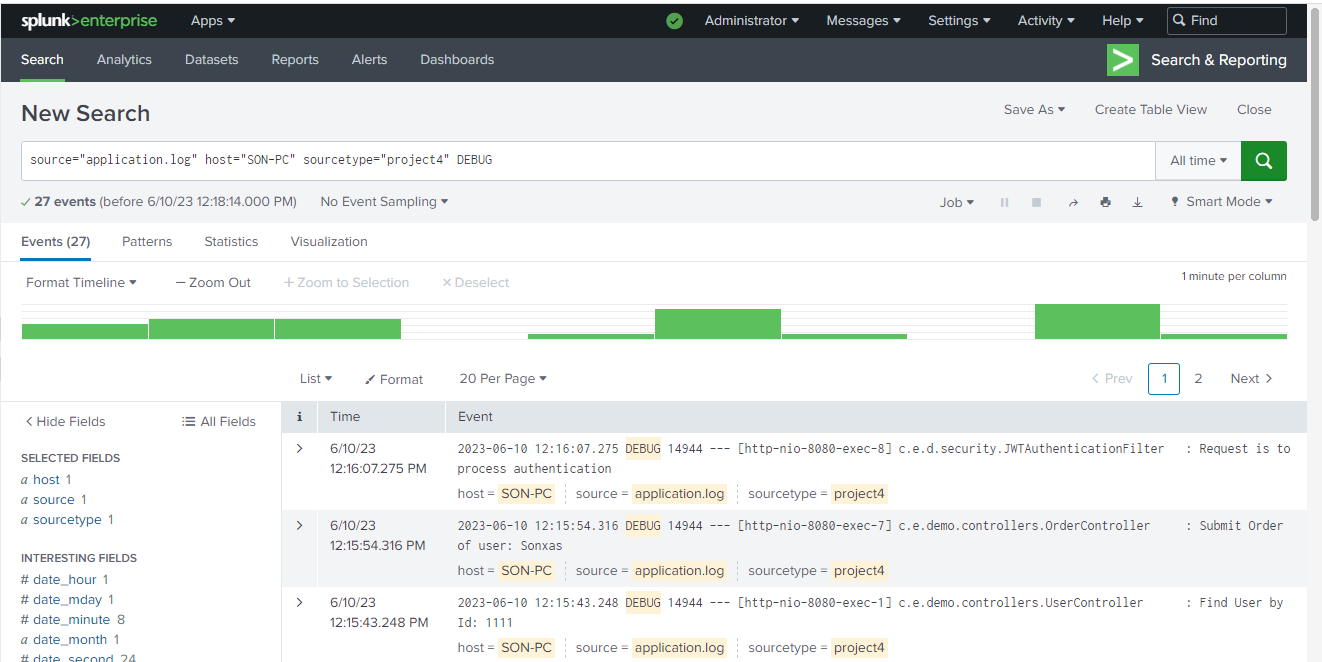 splunk>enterprise Apps Administrator Messages Settings Activity Help Find
Search Analytics Datasets Reports Alerts Dashboards Search & Reporting
New Search Save As Create Table View Close
source="application.log" host="SON-PC" sourcetype="project4" DEBUG All time
27 events (before 6/10/23 12:18:14.000 PM) No Event Sampling Job Smart Mode
Events (27) Patterns Statistics Visualization
Format Timeline — Zoom Out + Zoom to Selection × Deselect 1 minute per column
List Format 20 Per Page < Prev 1 2 Next >
< Hide Fields All Fields i Time Event
SELECTED FIELDS
a host 1
a source 1
a sourcetype 1
INTERESTING FIELDS
# date_hour 1
# date_mday 1
# date_minute 8
a date_month 1
# date_second 24
> 6/10/23 2023-06-10 12:16:07.275 DEBUG 14944 --- [http-nio-8080-exec-8] c.e.d.security.JWTAuthenticationFilter : Request is to
12:16:07.275 PM process authentication
host = SON-PC source = application.log sourcetype = project4
> 6/10/23 2023-06-10 12:15:54.316 DEBUG 14944 --- [http-nio-8080-exec-7] c.e.demo.controllers.OrderController : Submit Order
12:15:54.316 PM of user: Sonxas
host = SON-PC source = application.log sourcetype = project4
> 6/10/23 2023-06-10 12:15:43.248 DEBUG 14944 --- [http-nio-8080-exec-1] c.e.demo.controllers.UserController : Find User by
12:15:43.248 PM Id: 1111
host = SON-PC source = application.log sourcetype = project4